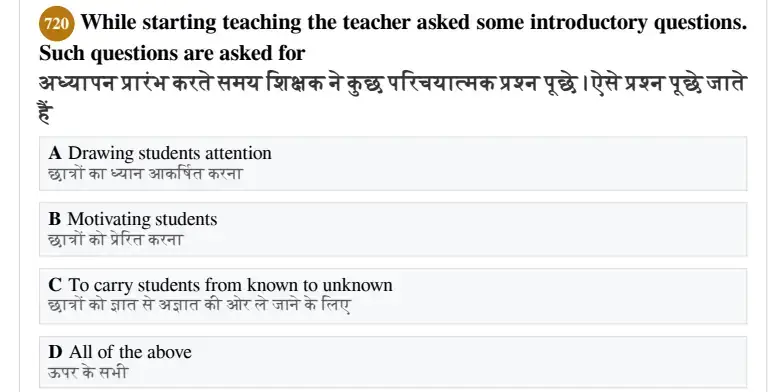 720 While starting teaching the teacher asked some introductory questions.
Such questions are asked for
अध्यापन प्रारंभ करते समय शिक्षक ने कुछ परिचयात्मक प्रश्न पूछे।ऐसे प्रश्न पूछे जाते
हैं
A Drawing students attention
छात्रों का ध्यान आकर्षित करना
B Motivating students
छात्रों को प्रेरित करना
C To carry students from known to unknown
छात्रों को ज्ञात से अज्ञात की ओर ले जाने के लिए
D All of the above
ऊपर के सभी